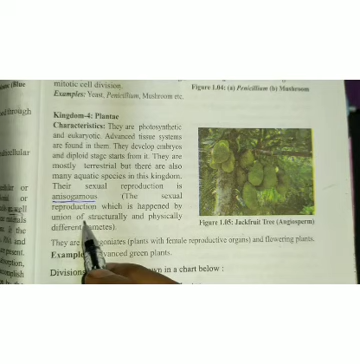 mitotic cell division.
Examples: Yeast, Penicillium, Mushroom etc.
Figure 1.04: (a) Penicillium (b) Mushroom
Kingdom-4: Plantae
Characteristics: They are photosynthetic
and eukaryotic. Advanced tissue systems
are found in them. They develop embryos
and diploid stage starts from it. They are
mostly terrestrial but there are also
many aquatic species in this kingdom.
Their sexual reproduction is
anisogamous (The sexual
reproduction which is happened by
union of structurally and physically
different gametes).
Figure 1.05: Jackfruit Tree (Angiosperm)
They are (plants with female reproductive organs) and flowering plants.
Example: Advanced green plants.
Divisions in a chart below :